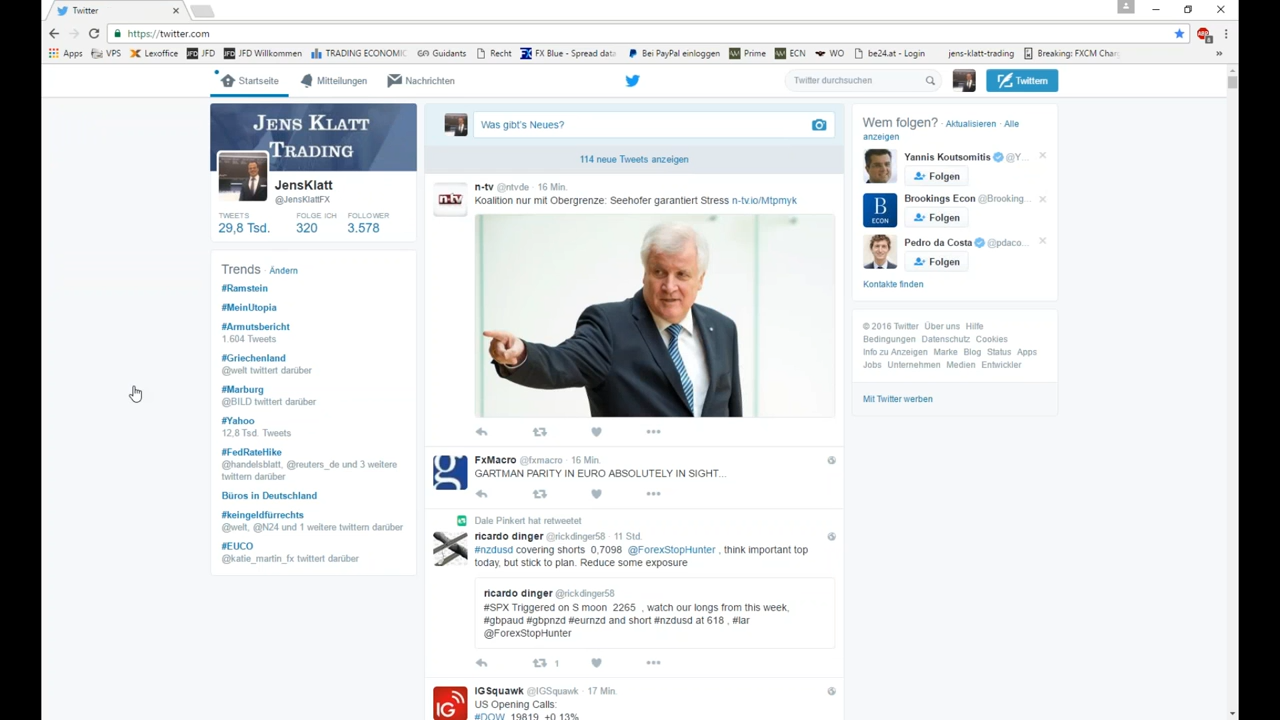 Twitter
https://twitter.com
Apps VPS Lexoffice JFD JFD Willkommen TRADING ECONOMIC Guidants Recht FX Blue - Spread data Bei PayPal einloggen Prime ECN WO be24.at - Login jens-klatt-trading Breaking: FXCM Chan »
Startseite Mitteilungen Nachrichten Twitter durchsuchen Twittern
JENS KLATT
TRADING
JensKlatt
@JensKlattFX
TWEETS FOLGE ICH FOLLOWER
29,8 Tsd. 320 3.578
Trends · Ändern
#Ramstein
#MeinUtopia
#Armutsbericht
1.604 Tweets
#Griechenland
@welt twittert darüber
#Marburg
@BILD twittert darüber
#Yahoo
12,8 Tsd. Tweets
#FedRateHike
@handelsblatt, @reuters_de und 3 weitere
twittern darüber
Büros in Deutschland
#keingeldfürrechts
@welt, @N24 und 1 weitere twittern darüber
#EUCO
@katie_martin_fx twittert darüber
Was gibt's Neues?
114 neue Tweets anzeigen
n-tv @ntvde · 16 Min.
Koalition nur mit Obergrenze: Seehofer garantiert Stress n-tv.io/Mtpmyk
n-tv
FxMacro @fxmacro · 16 Min.
GARTMAN PARITY IN EURO ABSOLUTELY IN SIGHT...
Dale Pinkert hat retweetet
ricardo dinger @rickdinger58 · 11 Std.
#nzdusd covering shorts 0,7098 @ForexStopHunter , think important top
today, but stick to plan. Reduce some exposure
ricardo dinger @rickdinger58
#SPX Triggered on S moon 2265 , watch our longs from this week,
#gbpaud #gbpnzd #eurnzd and short #nzdusd at 618 , #lar
@ForexStopHunter
1
IGSquawk @IGSquawk · 17 Min.
US Opening Calls:
#DOW 19819 +0.13%
IG
Wem folgen? · Aktualisieren · Alle
anzeigen
Yannis Koutsomitis @Y...
Folgen
B
ECON
Brookings Econ @Brooking...
Folgen
Pedro da Costa @pdaco...
Folgen
Kontakte finden
© 2016 Twitter Über uns Hilfe
Bedingungen Datenschutz Cookies
Info zu Anzeigen Marke Blog Status Apps
Jobs Unternehmen Medien Entwickler
Mit Twitter werben